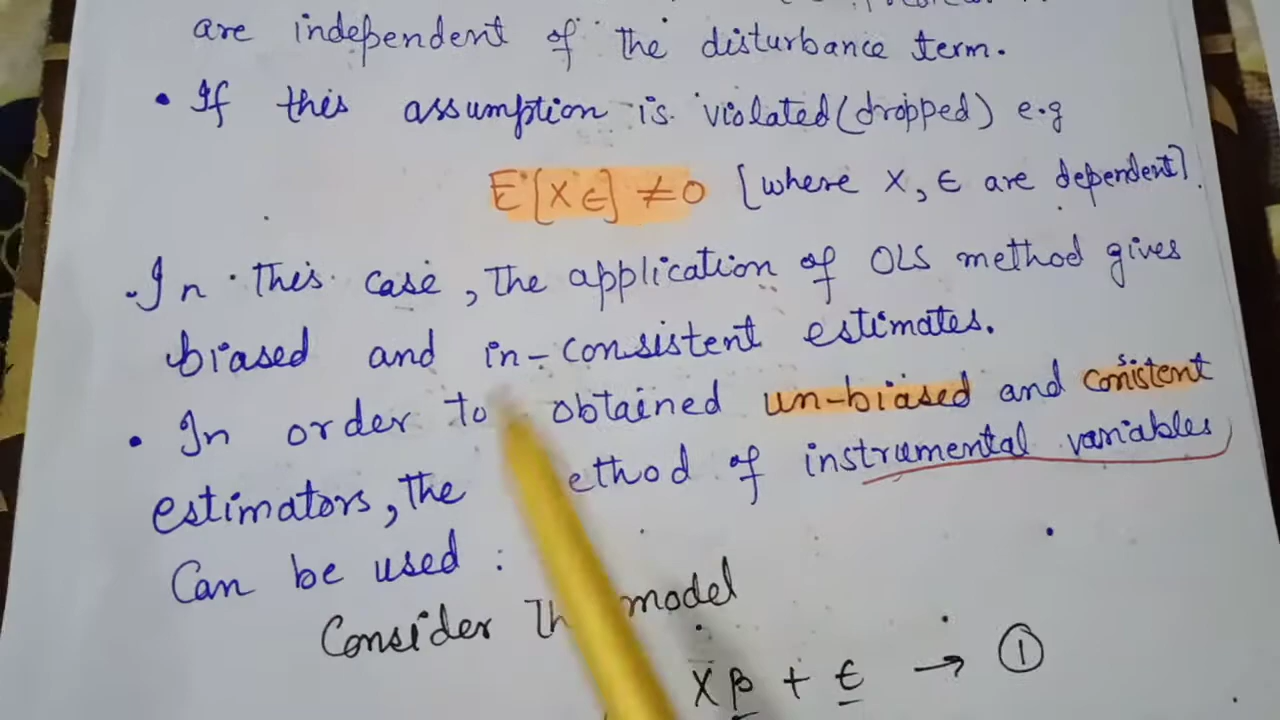 are independent of the disturbance term.
• If this assumption is violated (dropped) e.g
E[XЄ] ≠0 [where X, Є are dependent].
. In this case, the application of OLS method gives
biased and in-consistent estimates.
• In order to obtained un-biased and consistent
estimators, the ethod of instrumental variables
Can be used :
Consider Th model
Xβ + Є → ①